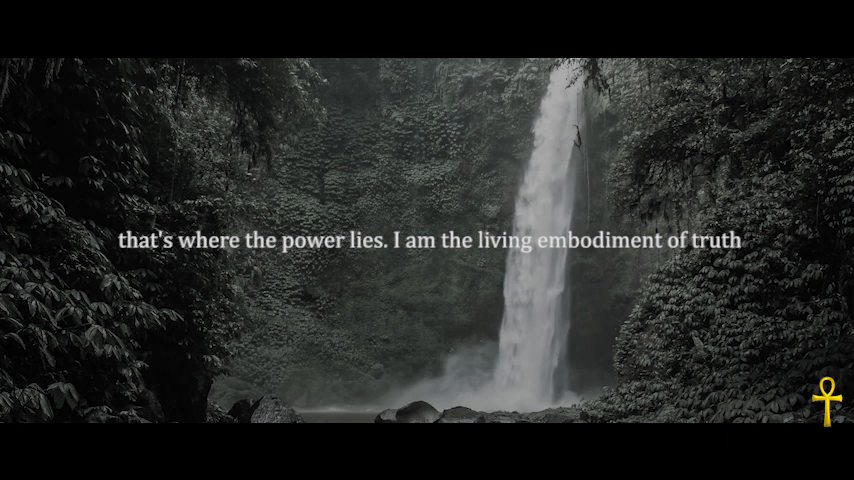 that's where the power lies. I am the living embodiment of truth